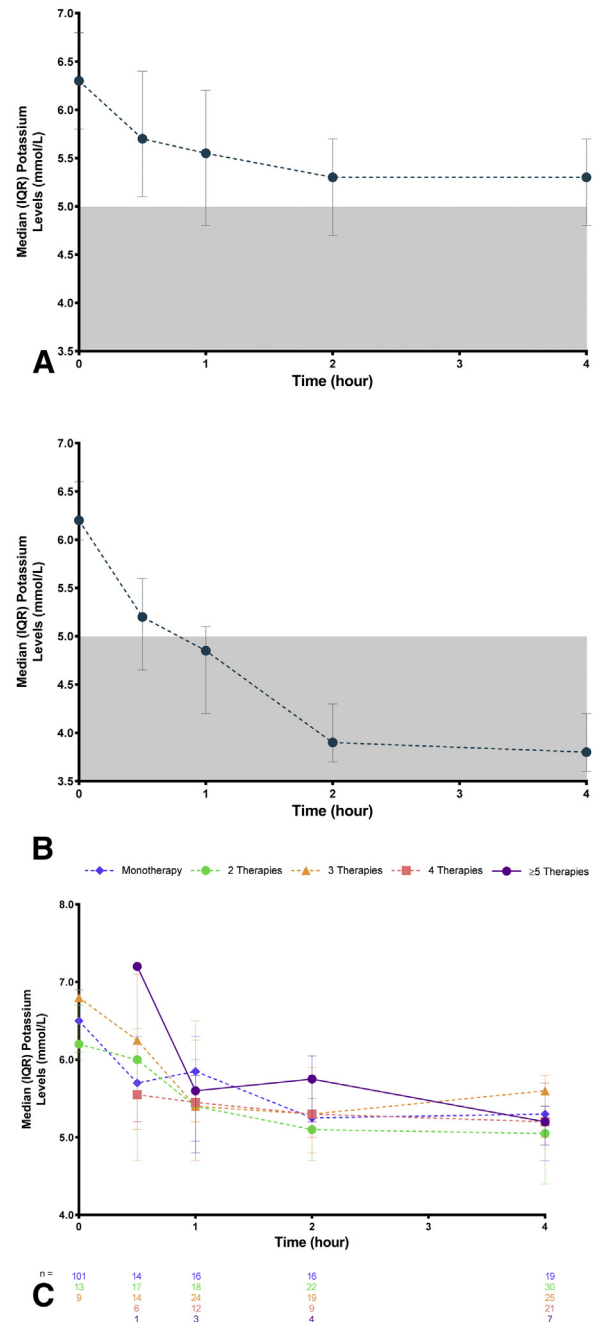 7.0
6.5
6.0
5.5
5.0
4.5
4.0
3.5
Median (IQR) Potassium
Levels (mmol/L)
0
1
2
3
4
Time (hour)
A
7.0
6.5
6.0
5.5
5.0
4.5
4.0
3.5
Median (IQR) Potassium
Levels (mmol/L)
0
1
2
3
4
Time (hour)
B
Monotherapy 2 Therapies 3 Therapies 4 Therapies ≥5 Therapies
8.0
7.0
6.0
5.0
4.0
Median (IQR) Potassium
Levels (mmol/L)
0
1
2
3
4
Time (hour)
n = 101 14 16 16 19
13 17 18 22 30
9 14 24 19 25
6 12 9 21
1 3 4 7
C